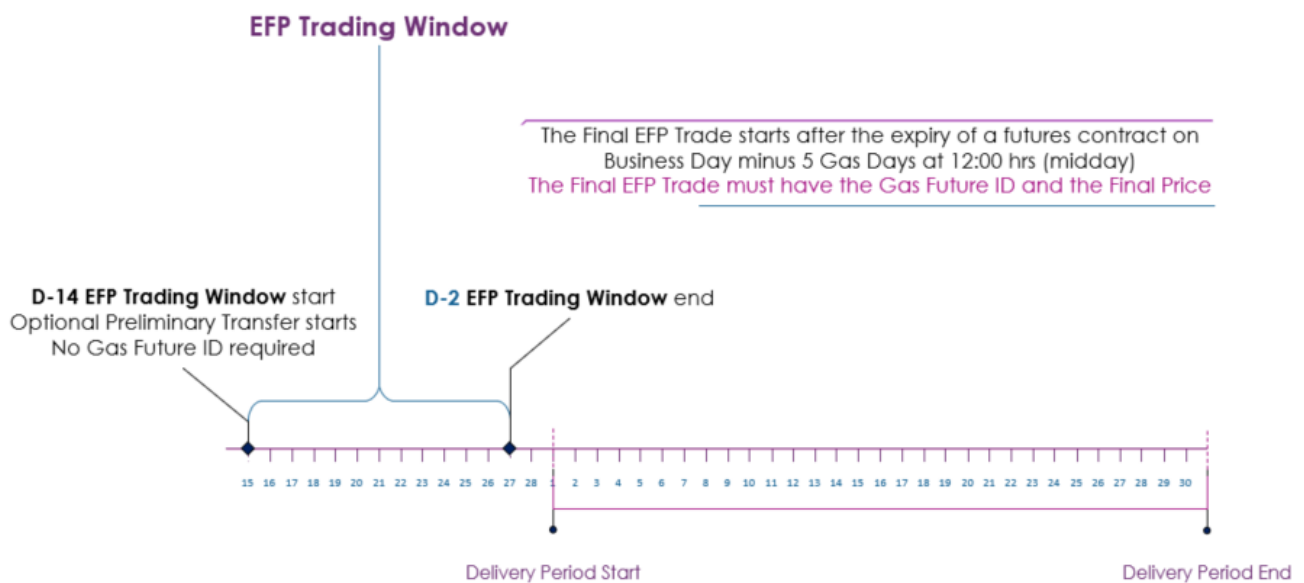 EFP Trading Window
The Final EFP Trade starts after the expiry of a futures contract on
Business Day minus 5 Gas Days at 12:00 hrs (midday)
The Final EFP Trade must have the Gas Future ID and the Final Price
D-14 EFP Trading Window start
Optional Preliminary Transfer starts
No Gas Future ID required
D-2 EFP Trading Window end
15 16 17 18 19 20 21 22 23 24 25 26 27 28 1 2 3 4 5 6 7 8 9 10 11 12 13 14 15 16 17 18 19 20 21 22 23 24 25 26 27 28 29 30
Delivery Period Start
Delivery Period End